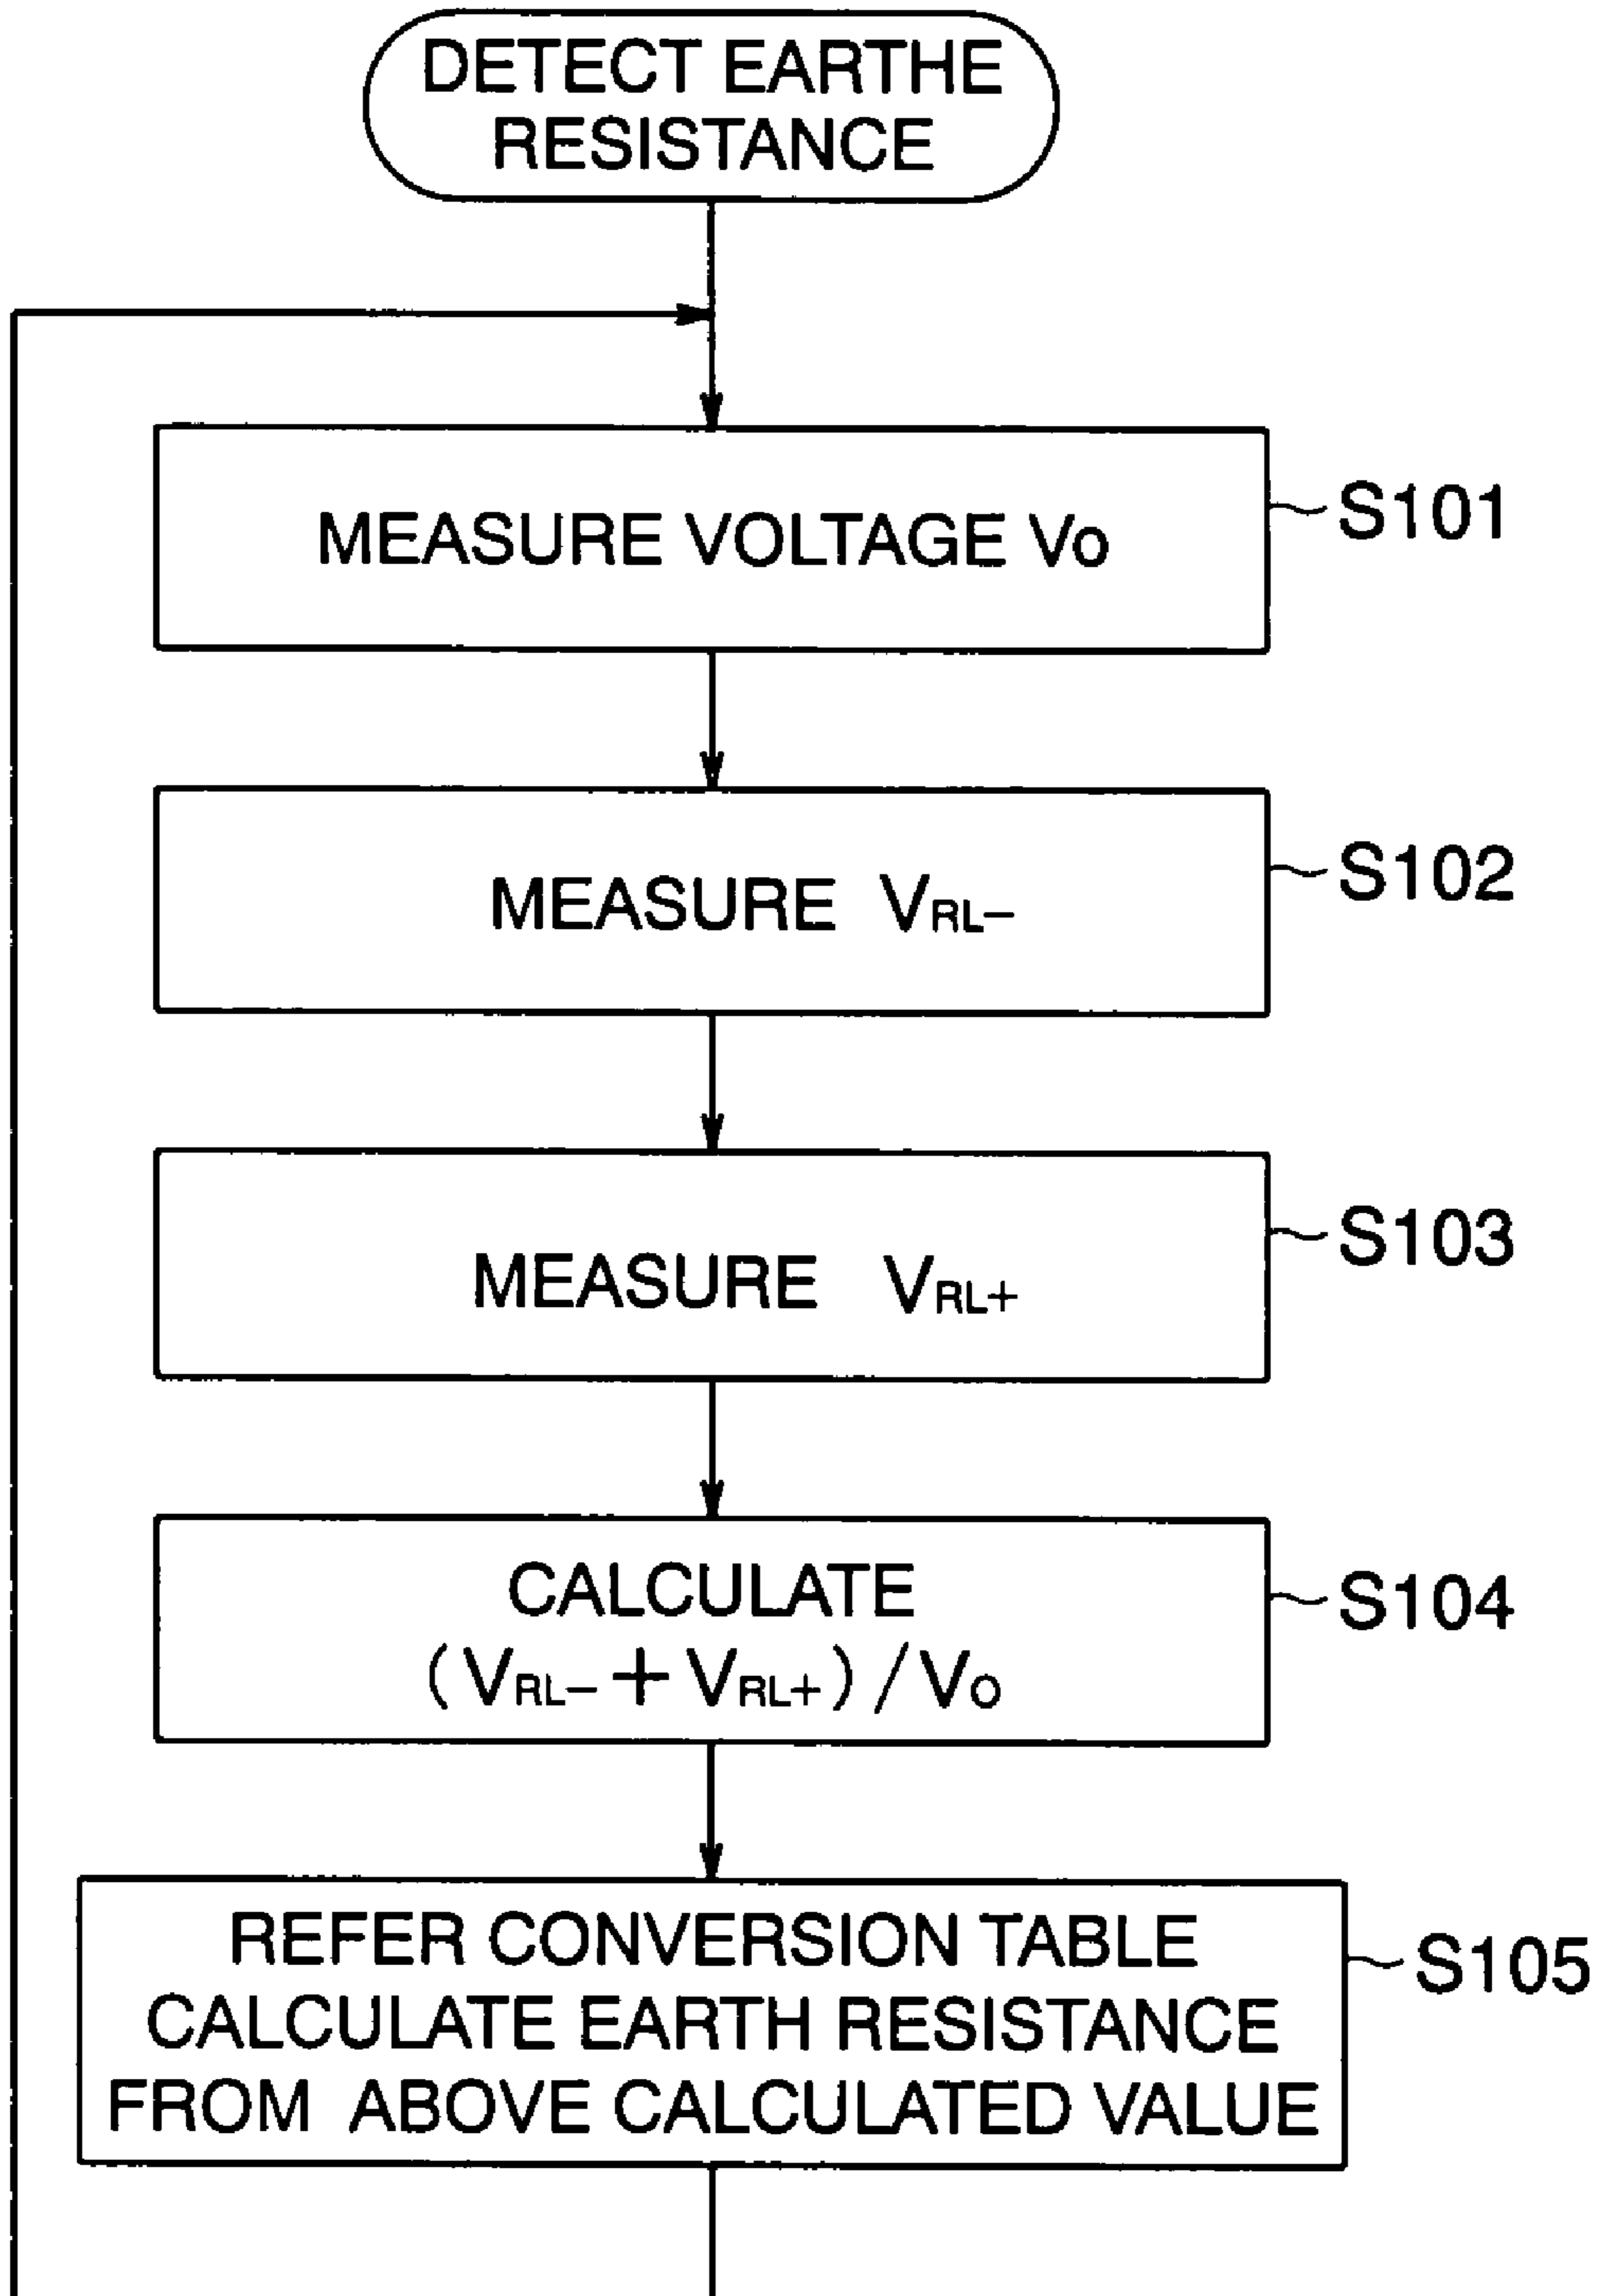 DETECT EARTHE
RESISTANCE
MEASURE VOLTAGE Vo
S101
MEASURE VRL−
S102
MEASURE VRL+
S103
CALCULATE
(VRL− + VRL+)/VO
S104
REFER CONVERSION TABLE
CALCULATE EARTH RESISTANCE
FROM ABOVE CALCULATED VALUE
S105